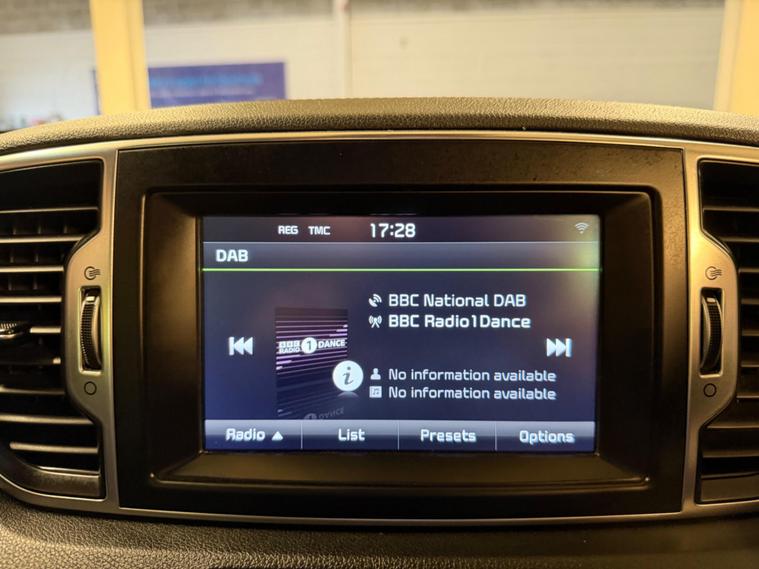 REG TMC 17:28
DAB
BBC National DAB
BBC Radio1Dance
BBC RADIO 1 DANCE
No information available
No information available
Radio List Presets Options